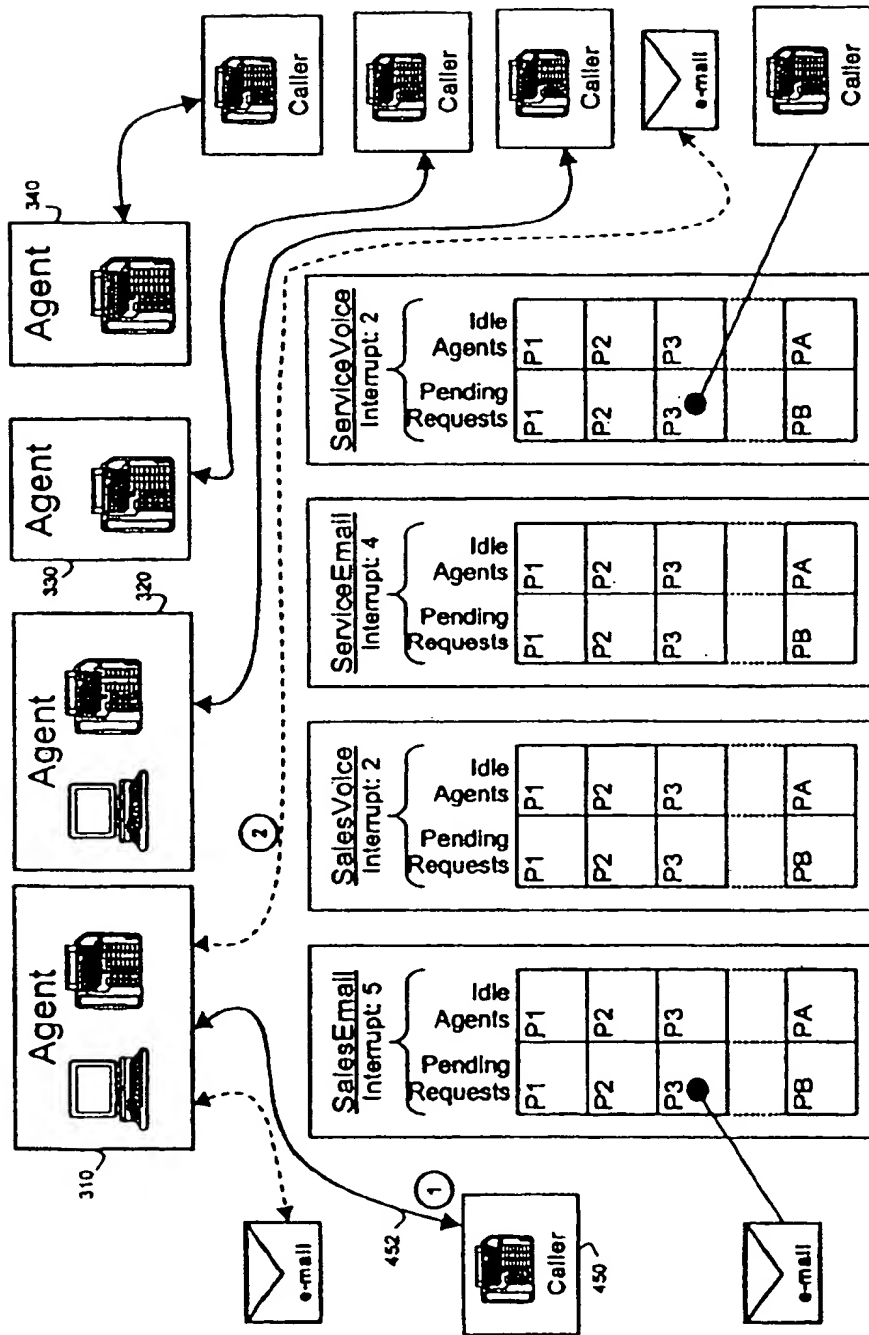 Agent
310
Agent
320
Agent
330
Agent
340
e-mail
452
1
2
Caller
450
Caller
Caller
Caller
e-mail
Caller
e-mail
SalesEmail
Interrupt: 5
Pending Requests
Idle Agents
P1
P1
P2
P2
P3
P3
PB
PA
SalesVoice
Interrupt: 2
Pending Requests
Idle Agents
P1
P1
P2
P2
P3
P3
PB
PA
ServiceEmail
Interrupt: 4
Pending Requests
Idle Agents
P1
P1
P2
P2
P3
P3
PB
PA
ServiceVoice
Interrupt: 2
Pending Requests
Idle Agents
P1
P1
P2
P2
P3
P3
PB
PA